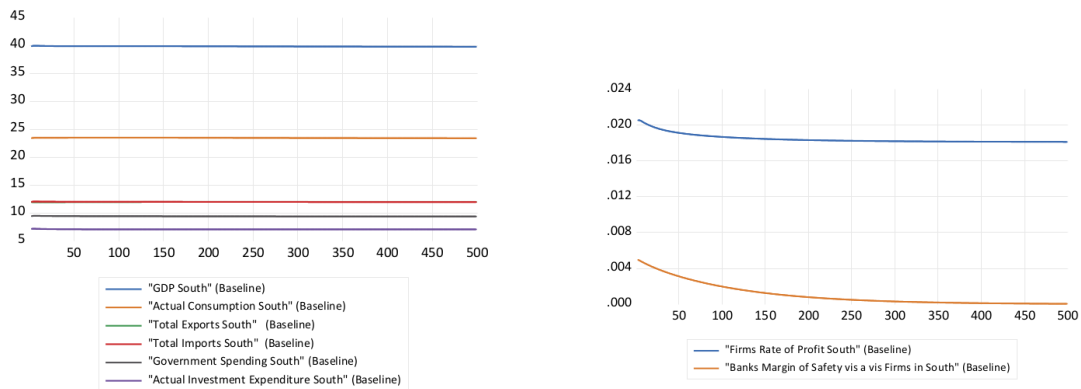 45
40
35
30
25
20
15
10
5
50 100 150 200 250 300 350 400 450 500
"GDP South" (Baseline)
"Actual Consumption South" (Baseline)
"Total Exports South" (Baseline)
"Total Imports South" (Baseline)
"Government Spending South" (Baseline)
"Actual Investment Expenditure South" (Baseline)
.024
.020
.016
.012
.008
.004
.000
50 100 150 200 250 300 350 400 450 500
"Firms Rate of Profit South" (Baseline)
"Banks Margin of Safety vis a vis Firms in South" (Baseline)